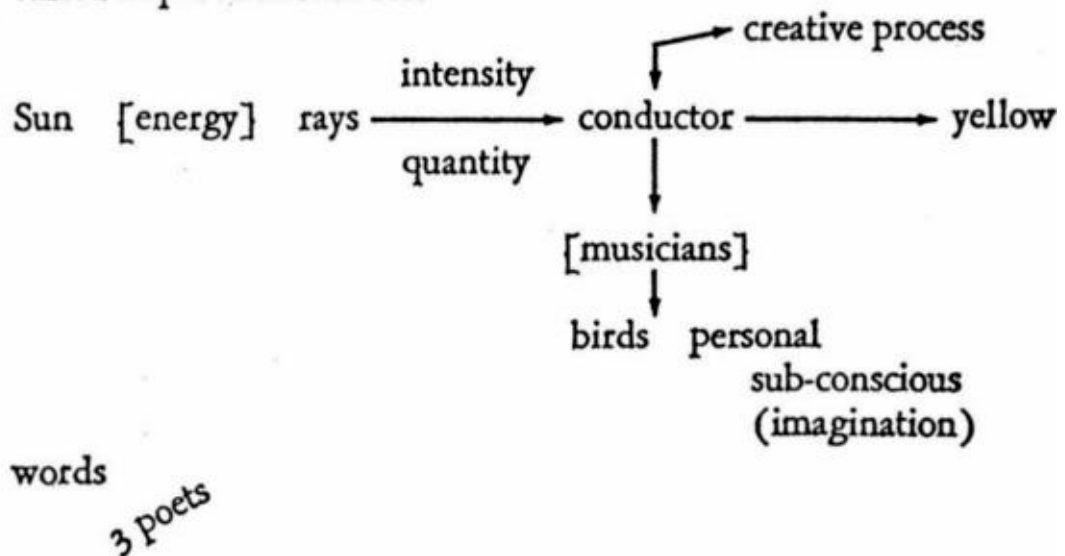 creative process
intensity
Sun [energy] rays conductor yellow
quantity
[musicians]
birds personal
sub-conscious
(imagination)
words
3 poets